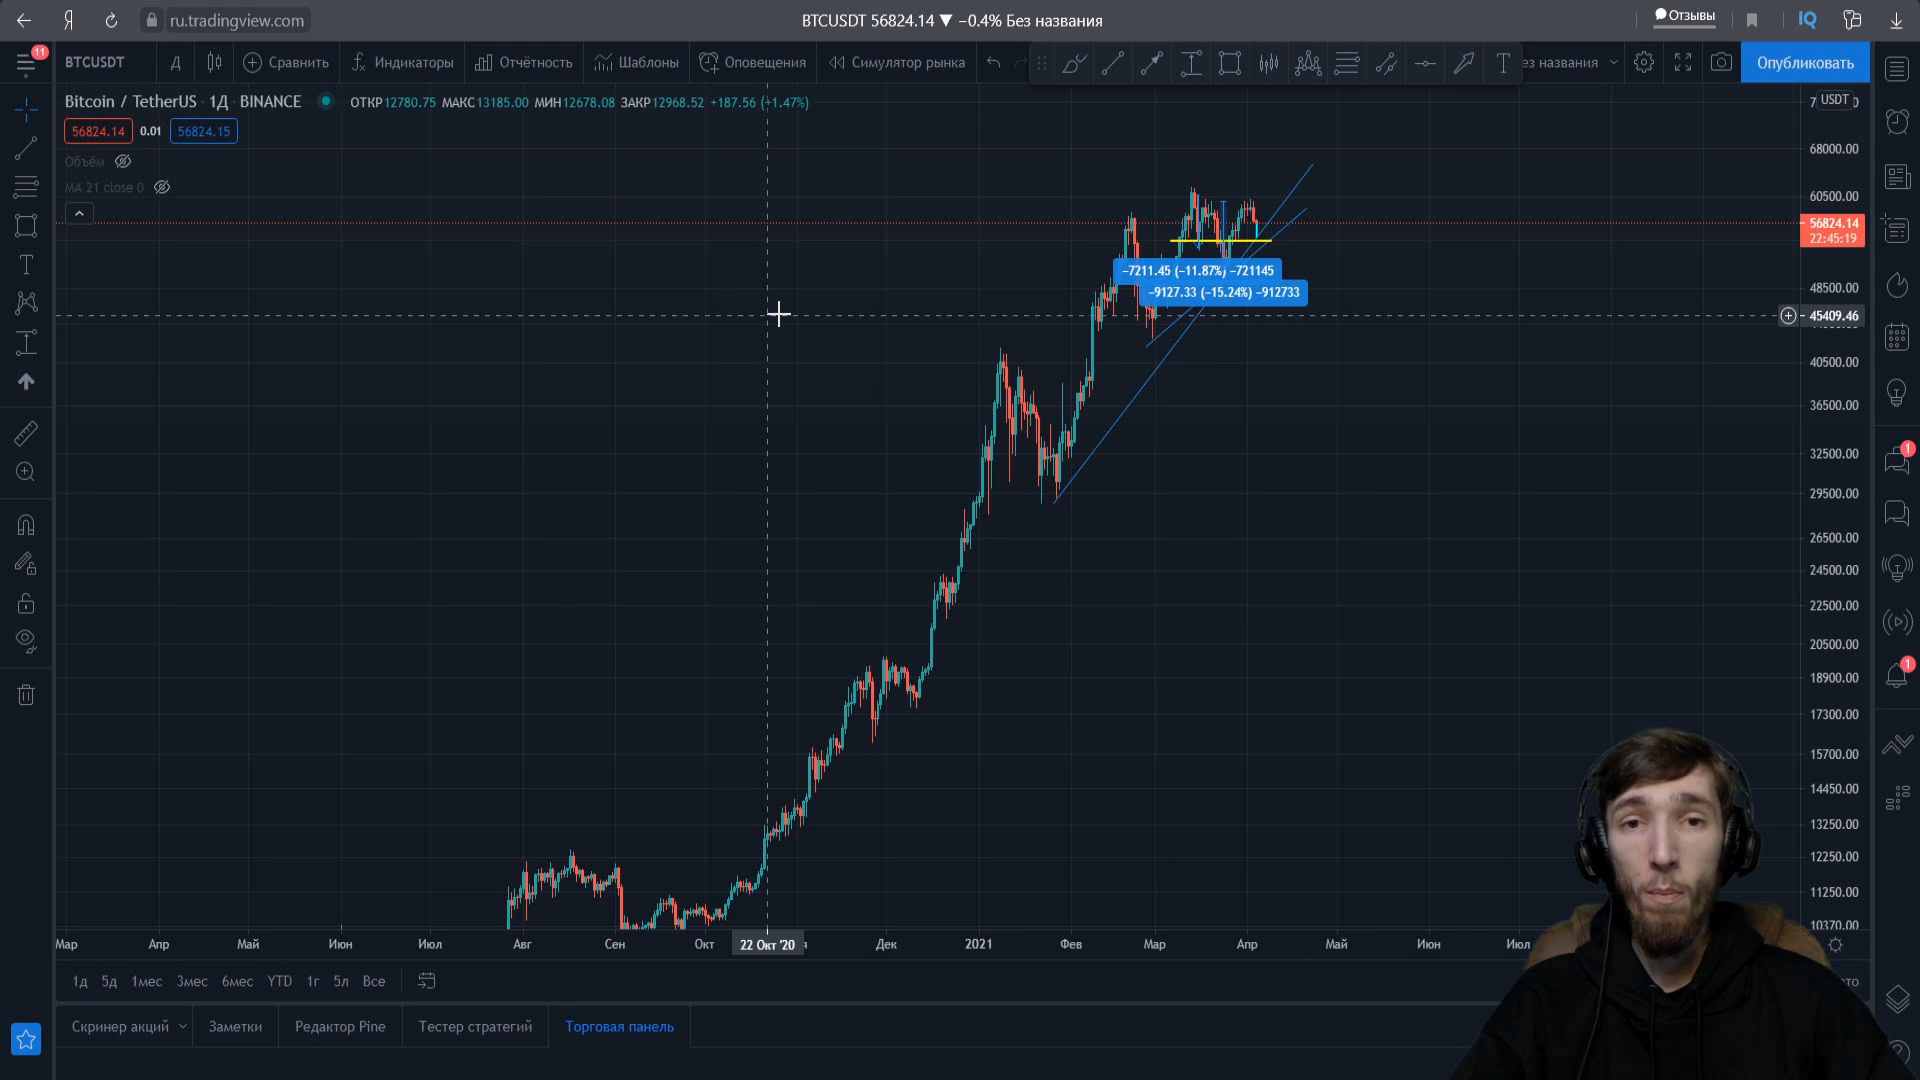 ru.tradingview.com
BTCUSDT 56824.14 ▼ −0.4% Без названия
Отзывы
IQ
11
BTCUSDT
Д
Сравнить
Индикаторы
Отчётность
Шаблоны
Оповещения
Симулятор рынка
ез названия
Опубликовать
Bitcoin / TetherUS · 1Д · BINANCE
ОТКР12780.75 МАКС13185.00 МИН12678.08 ЗАКР12968.52 +187.56 (+1.47%)
USDT
56824.14 0.01 56824.15
Объём
MA 21 close 0
68000.00
60500.00
56824.14
22:45:19
−7211.45 (−11.87%) −721145
−9127.33 (−15.24%) −912733
48500.00
45409.46
40500.00
36500.00
32500.00
29500.00
26500.00
24500.00
22500.00
20500.00
18900.00
17300.00
15700.00
14450.00
13250.00
12250.00
11250.00
10370.00
1
1
Мар Апр Май Июн Июл Авг Сен Окт 22 Окт '20 Дек 2021 Фев Мар Апр Май Июн Июл
1д 5д 1мес 3мес 6мес YTD 1г 5л Все
Скринер акций Заметки Редактор Pine Тестер стратегий Торговая панель